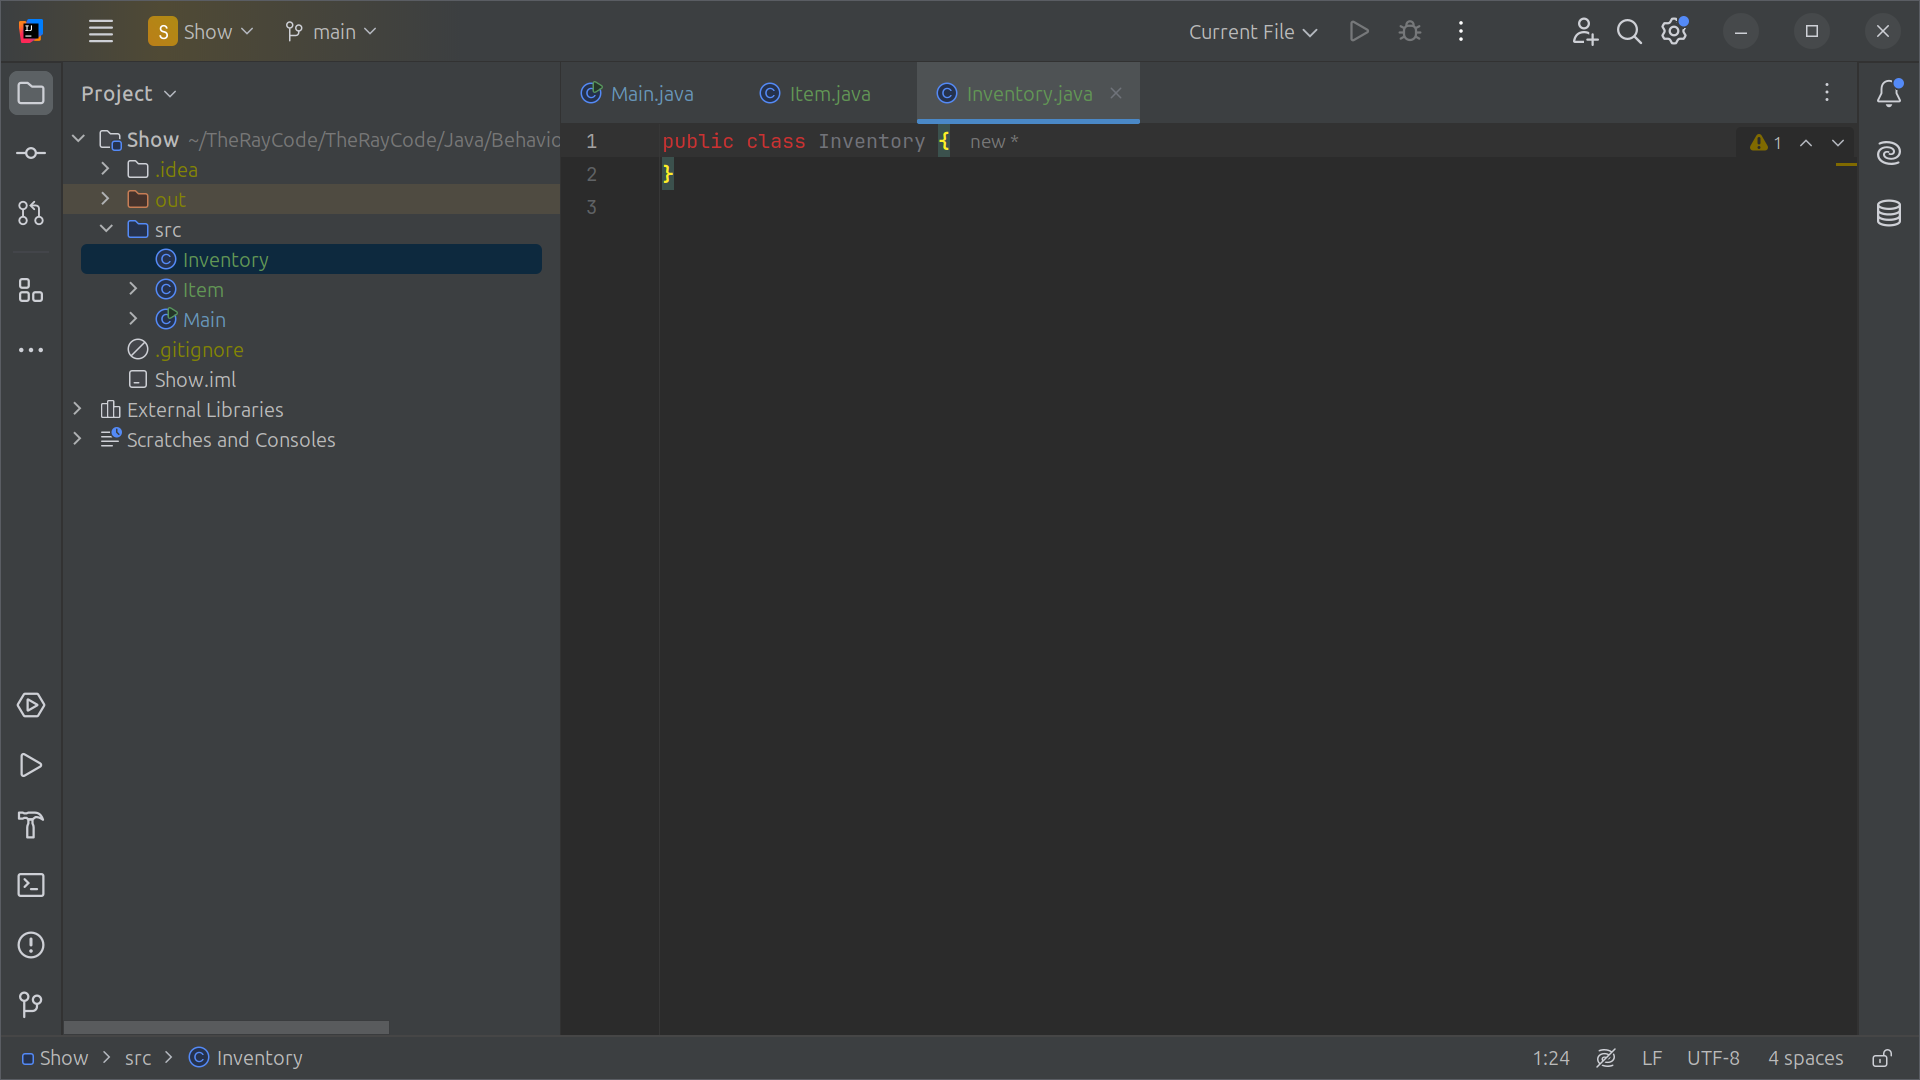 S Show main Current File
Project
Main.java Item.java Inventory.java
Show ~/TheRayCode/TheRayCode/Java/Behavio
.idea
out
src
Inventory
Item
Main
.gitignore
Show.iml
External Libraries
Scratches and Consoles
1 public class Inventory { new *
2 }
3
1
Show > src > Inventory
1:24 LF UTF-8 4 spaces